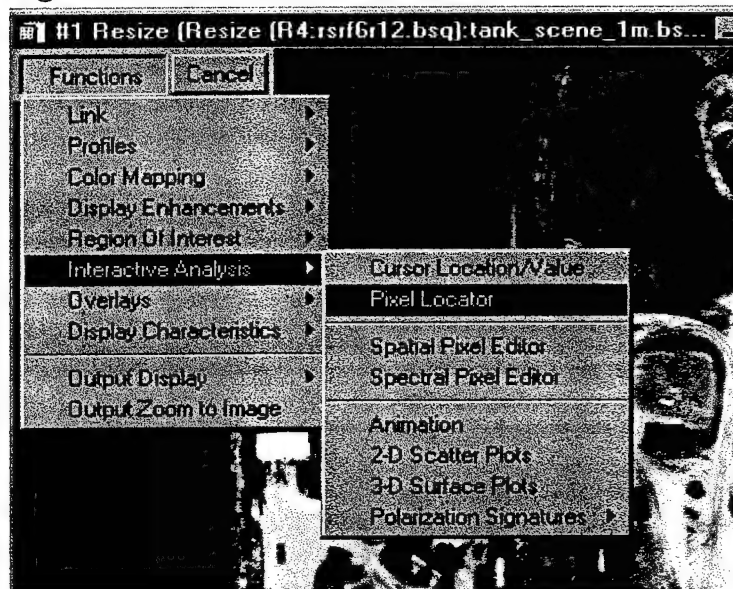 #1 Resize (Resize (R4:rsrf6r12.bsq):tank_scene_1m.bs...
Functions Cancel
Link
Profiles
Color Mapping
Display Enhancements
Region Of Interest
Interactive Analysis
Overlays
Display Characteristics
Output Display
Output Zoom to Image
Cursor Location/Value
Pixel Locator
Spatial Pixel Editor
Spectral Pixel Editor
Animation
2-D Scatter Plots
3-D Surface Plots
Polarization Signatures